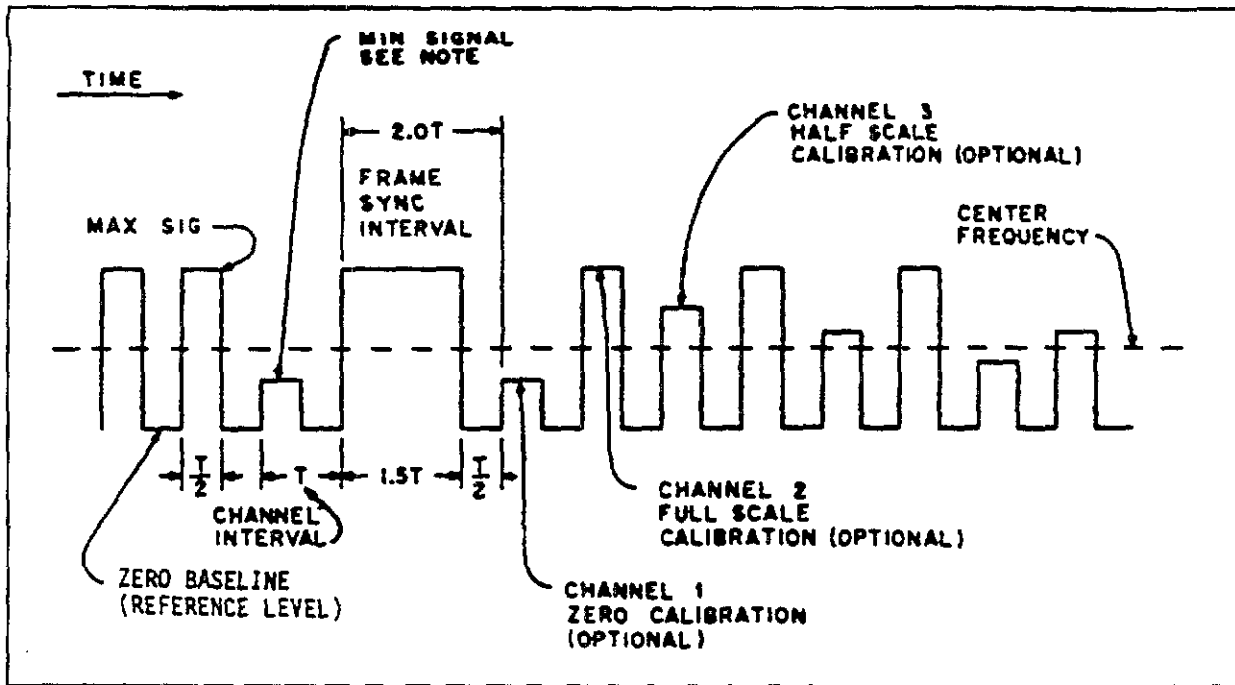 MIN SIGNAL
SEE NOTE
TIME
2.0T
CHANNEL 3
HALF SCALE
CALIBRATION (OPTIONAL)
FRAME
SYNC
INTERVAL
CENTER
FREQUENCY
MAX SIG
T/2
T
1.5T
T/2
CHANNEL
INTERVAL
CHANNEL 2
FULL SCALE
CALIBRATION (OPTIONAL)
ZERO BASELINE
(REFERENCE LEVEL)
CHANNEL 1
ZERO CALIBRATION
(OPTIONAL)